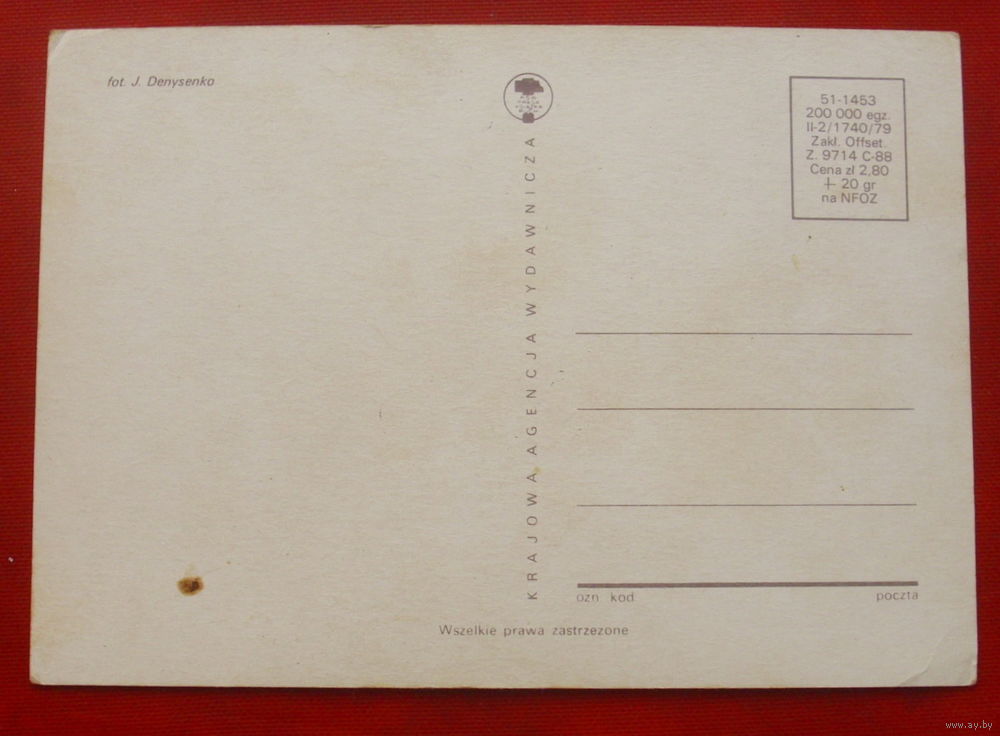 fot. J. Denysenko
KRAJOWA AGENCJA WYDAWNICZA
51-1453
200 000 egz.
II-2/1740/79
Zakł. Offset.
Z. 9714 C-88
Cena zł 2,80
+ 20 gr
na NFOZ
ozn kod
poczta
Wszelkie prawa zastrzeżone
www.ay.by